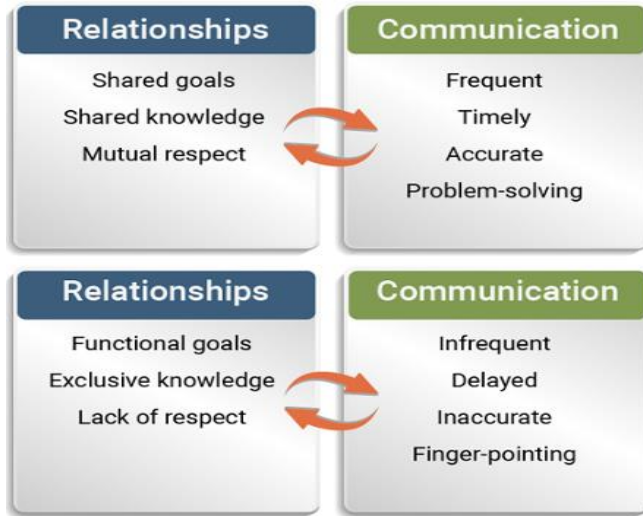 Relationships
Shared goals
Shared knowledge
Mutual respect
Communication
Frequent
Timely
Accurate
Problem-solving
Relationships
Functional goals
Exclusive knowledge
Lack of respect
Communication
Infrequent
Delayed
Inaccurate
Finger-pointing